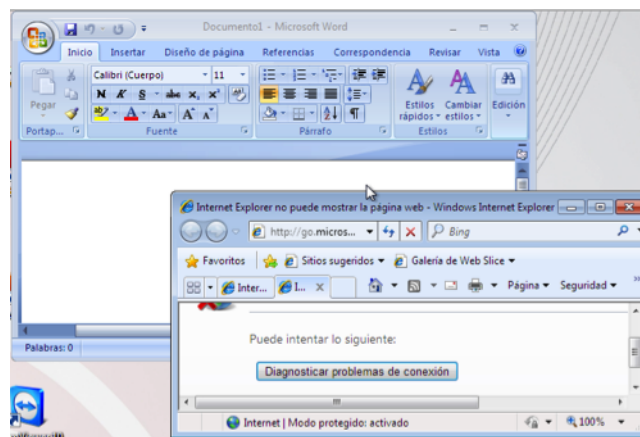 Documento1 - Microsoft Word
Inicio Insertar Diseño de página Referencias Correspondencia Revisar Vista
Pegar
Calibri (Cuerpo) 11
N K S abe x₂ x²
ab A Aa A A
Estilos rápidos
Cambiar estilos
Edición
Portap... Fuente Párrafo Estilos
Palabras: 0
Internet Explorer no puede mostrar la página web - Windows Internet Explorer
http://go.micros... Bing
Favoritos Sitios sugeridos Galería de Web Slice
Inter... I... Página Seguridad
Puede intentar lo siguiente:
Diagnosticar problemas de conexión
Internet | Modo protegido: activado 100%